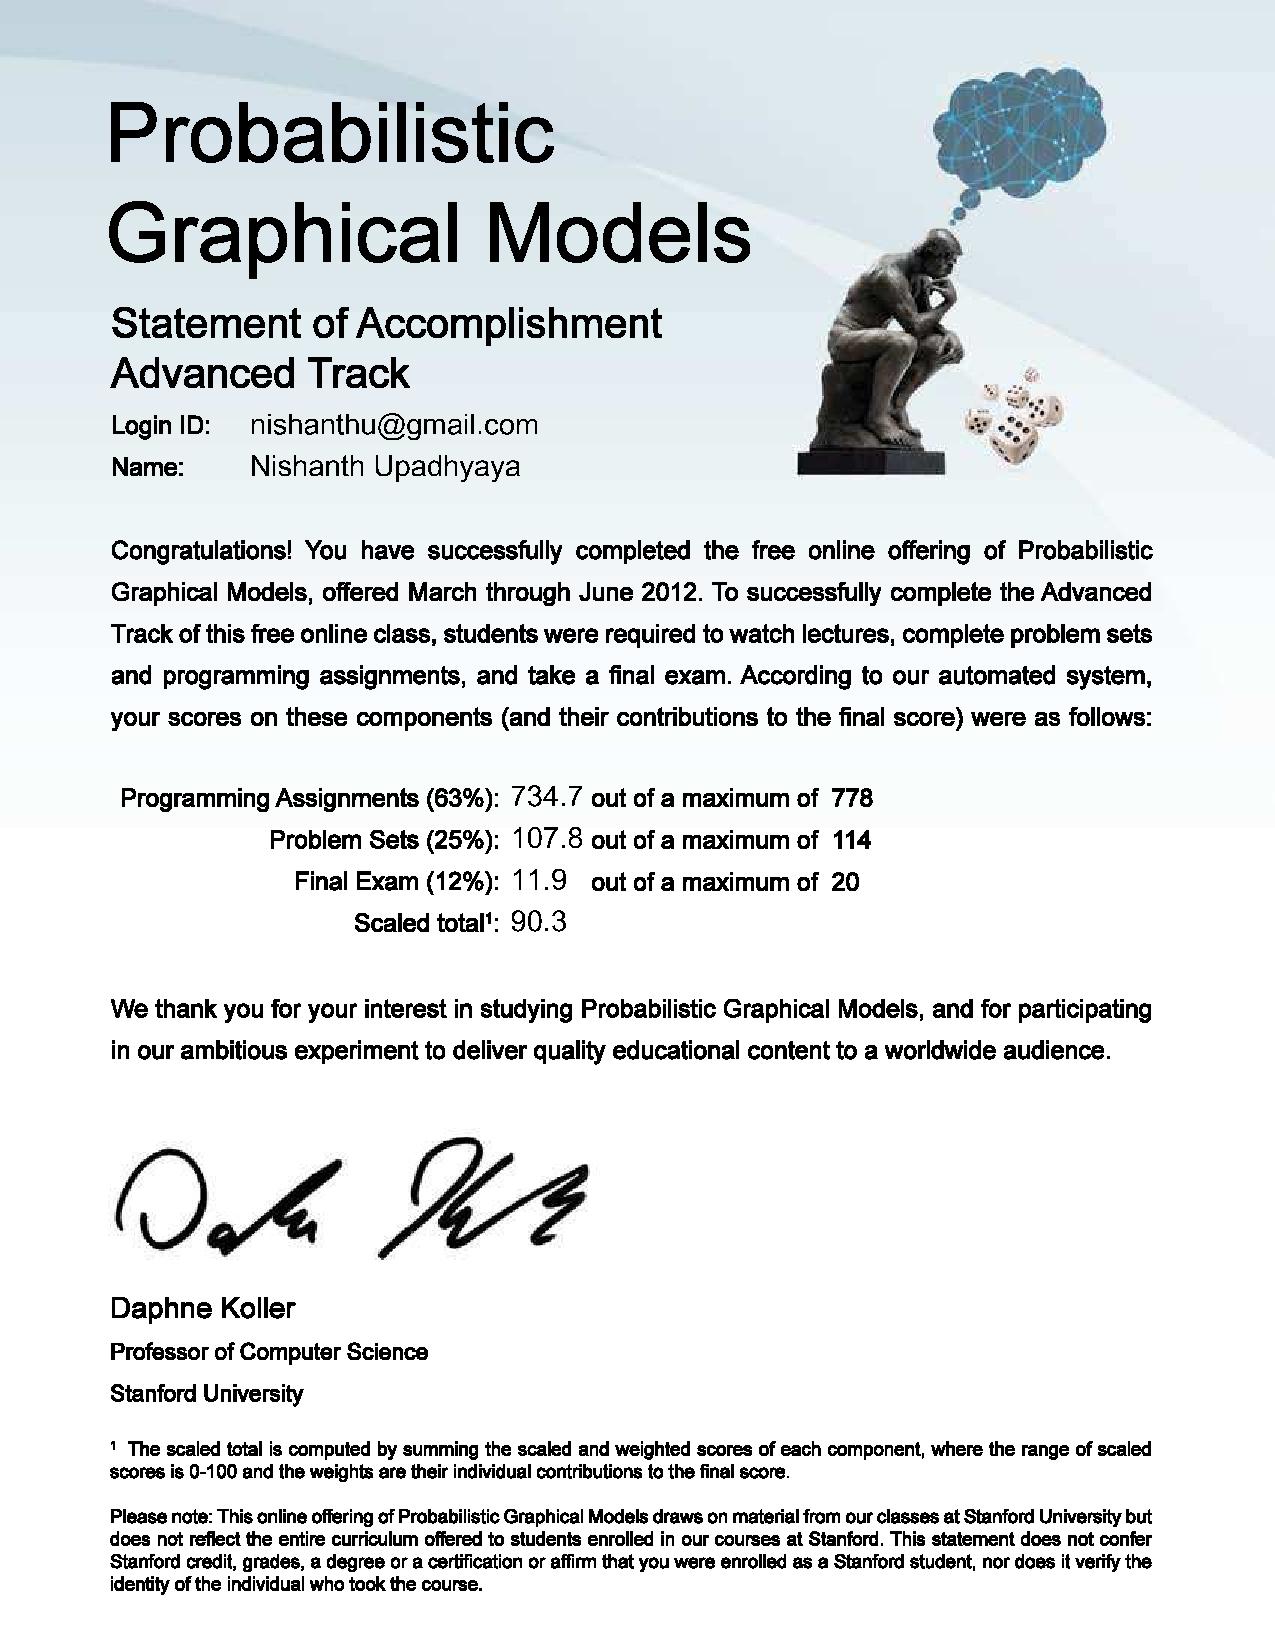 Probabilistic
Graphical Models
Statement of Accomplishment
Advanced Track
Login ID: nishanthu@gmail.com
Name: Nishanth Upadhyaya
Congratulations! You have successfully completed the free online offering of Probabilistic
Graphical Models, offered March through June 2012. To successfully complete the Advanced
Track of this free online class, students were required to watch lectures, complete problem sets
and programming assignments, and take a final exam. According to our automated system,
your scores on these components (and their contributions to the final score) were as follows:
Programming Assignments (63%): 734.7 out of a maximum of 778
Problem Sets (25%): 107.8 out of a maximum of 114
Final Exam (12%): 11.9 out of a maximum of 20
Scaled total¹: 90.3
We thank you for your interest in studying Probabilistic Graphical Models, and for participating
in our ambitious experiment to deliver quality educational content to a worldwide audience.
Daphne Koller
Professor of Computer Science
Stanford University
¹ The scaled total is computed by summing the scaled and weighted scores of each component, where the range of scaled
scores is 0-100 and the weights are their individual contributions to the final score.
Please note: This online offering of Probabilistic Graphical Models draws on material from our classes at Stanford University but
does not reflect the entire curriculum offered to students enrolled in our courses at Stanford. This statement does not confer
Stanford credit, grades, a degree or a certification or affirm that you were enrolled as a Stanford student, nor does it verify the
identity of the individual who took the course.